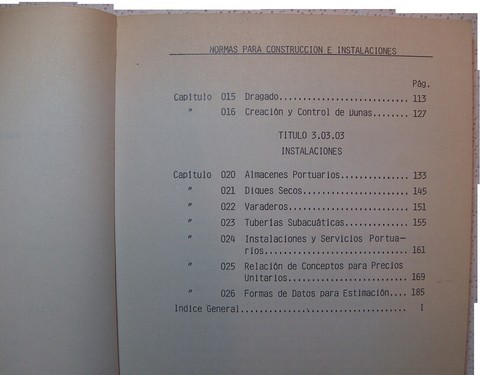 NORMAS PARA CONSTRUCCION E INSTALACIONES
Pág.
Capítulo 015 Dragado........................... 113
" 016 Creación y Control de Dunas........ 127
TITULO 3.03.03
INSTALACIONES
Capítulo 020 Almacenes Portuarios............... 133
" 021 Diques Secos....................... 145
" 022 Varaderos.......................... 151
" 023 Tuberías Subacuáticas.............. 155
" 024 Instalaciones y Servicios Portua-
rios............................... 161
" 025 Relación de Conceptos para Precios
Unitarios.......................... 169
" 026 Formas de Datos para Estimación.... 185
Indice General................................... I